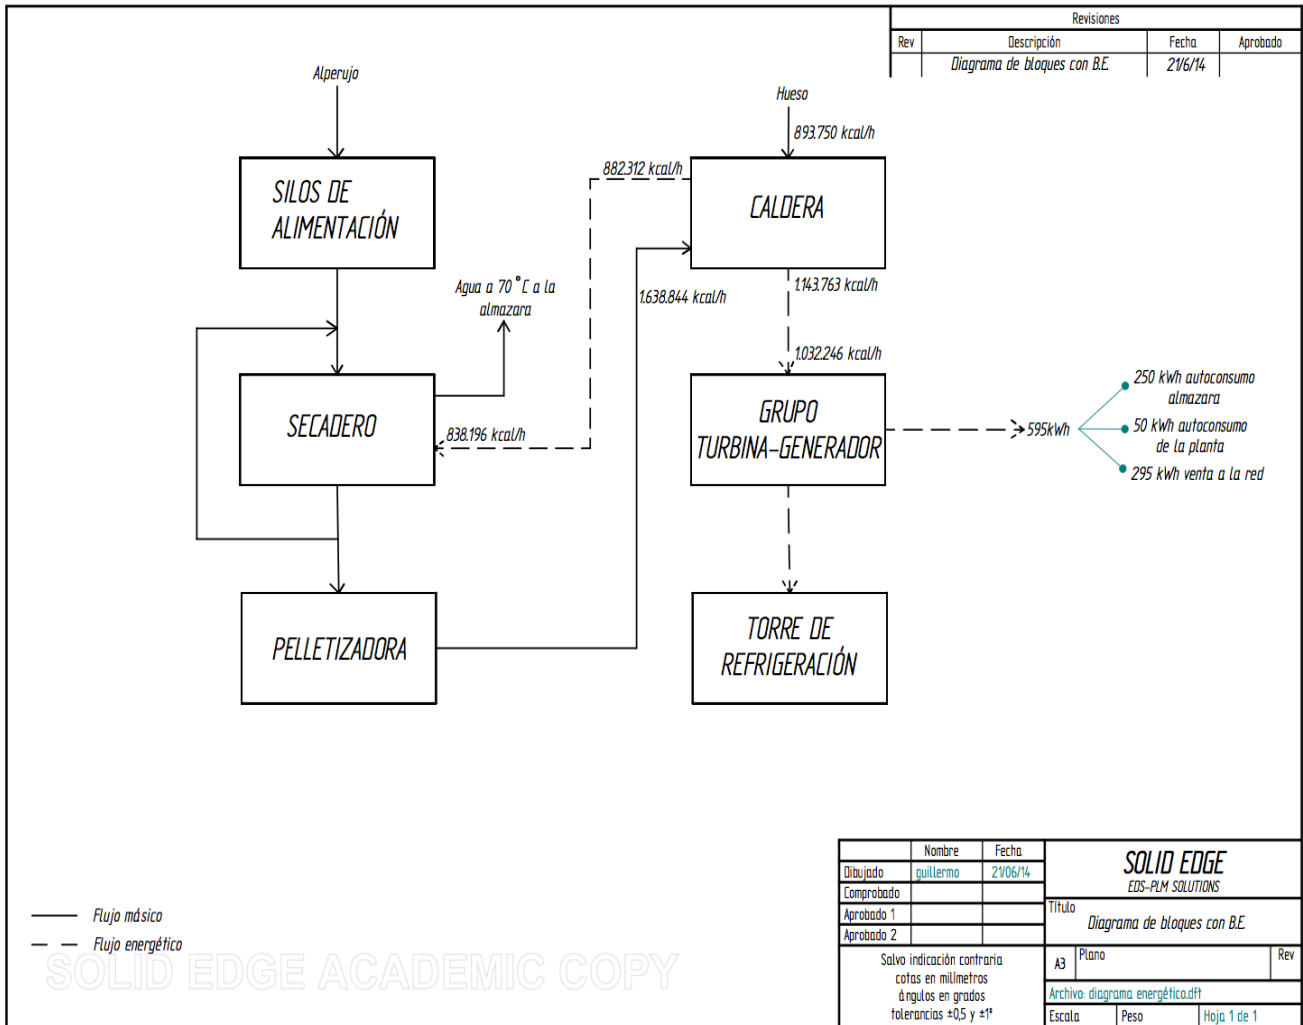 Revisiones
Rev Descripción Fecha Aprobado
Diagrama de bloques con B.E. 21/6/14
Alperujo
Hueso
893.750 kcal/h
882.312 kcal/h
SILOS DE
ALIMENTACIÓN
CALDERA
Agua a 70 °C a la
almazara
1.638.844 kcal/h
1.143.763 kcal/h
1.032.246 kcal/h
SECADERO
838.196 kcal/h
GRUPO
TURBINA-GENERADOR
595kWh
250 kWh autoconsumo
almazara
50 kWh autoconsumo
de la planta
295 kWh venta a la red
PELLETIZADORA
TORRE DE
REFRIGERACIÓN
Flujo másico
Flujo energético
SOLID EDGE ACADEMIC COPY
Nombre Fecha
Dibujado guillermo 21/06/14
Comprobado
Aprobado 1
Aprobado 2
Salvo indicación contraria
cotas en milímetros
ángulos en grados
tolerancias ±0,5 y ±1º
SOLID EDGE
EDS-PLM SOLUTIONS
Título
Diagrama de bloques con B.E.
A3 Plano Rev
Archivo: diagrama energético.dft
Escala Peso Hoja 1 de 1